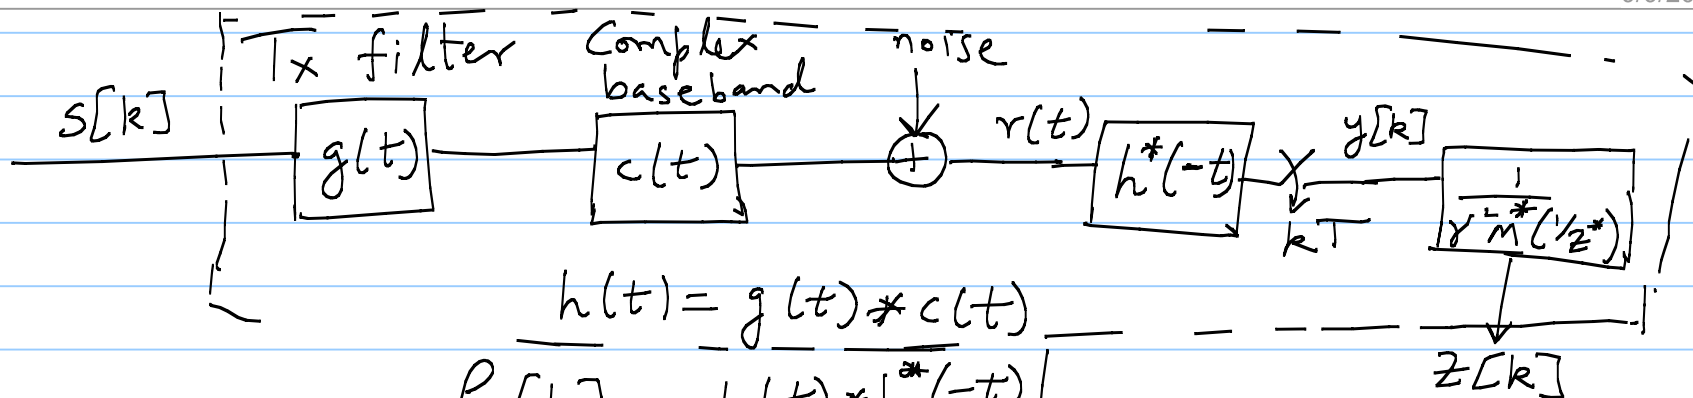 Tx filter Complex baseband noise
s[k] g(t) c(t) + r(t) h*(-t) kT y[k] 1/γ²M*(1/z*)
h(t) = g(t) * c(t)
z[k]